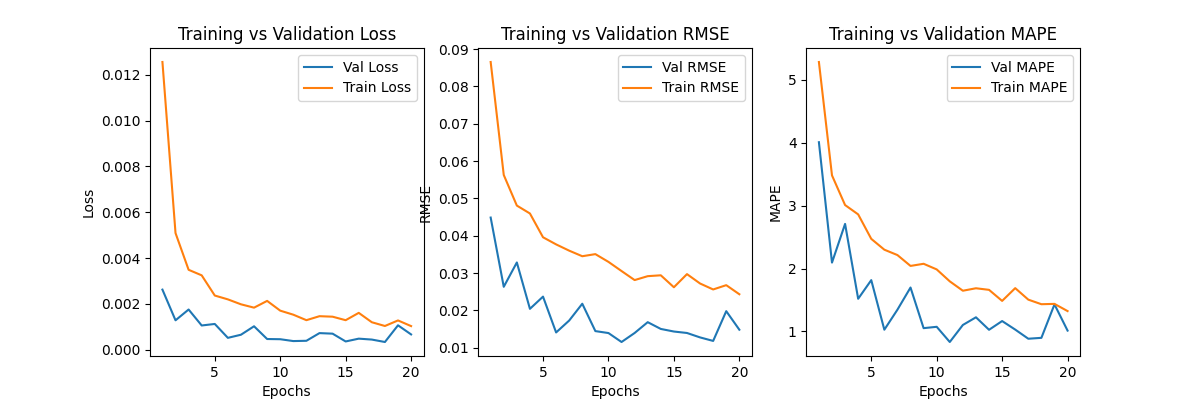 Training vs Validation Loss
Training vs Validation RMSE
Training vs Validation MAPE
Val Loss
Train Loss
Val RMSE
Train RMSE
Val MAPE
Train MAPE
Loss
0.012
0.010
0.008
0.006
0.004
0.002
0.000
5
10
15
20
Epochs
RMSE
0.09
0.08
0.07
0.06
0.05
0.04
0.03
0.02
0.01
5
10
15
20
Epochs
MAPE
5
4
3
2
1
5
10
15
20
Epochs